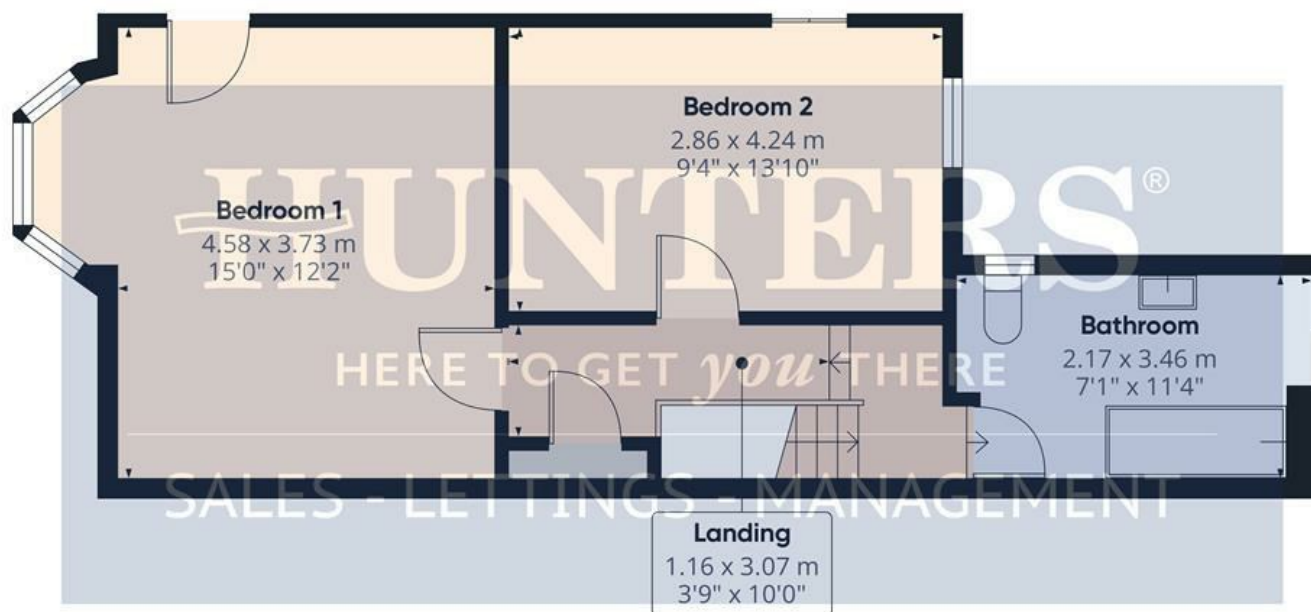 Bedroom 2
2.86 x 4.24 m
9'4" x 13'10"
HUNTERS®
Bedroom 1
4.58 x 3.73 m
15'0" x 12'2"
Bathroom
2.17 x 3.46 m
7'1" x 11'4"
HERE TO GET you THERE
SALES - LETTINGS - MANAGEMENT
Landing
1.16 x 3.07 m
3'9" x 10'0"